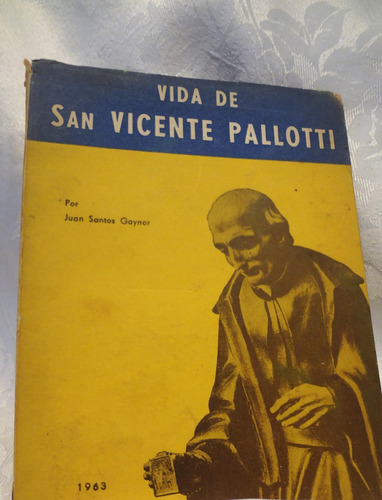 VIDA DE
SAN VICENTE PALLOTTI
Por
Juan Santos Gaynor
1963